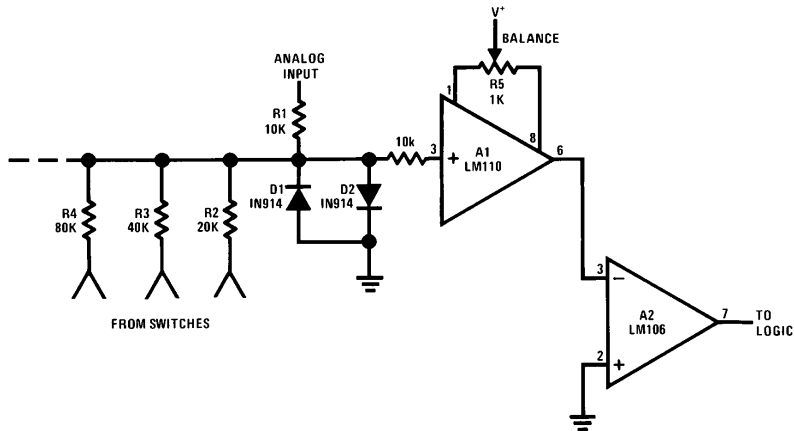 V+
BALANCE
R5
1K
ANALOG
INPUT
R1
10K
10k
1
8
3
+
A1
LM110
6
R4
80K
R3
40K
R2
20K
D1
IN914
D2
IN914
FROM SWITCHES
3
−
A2
LM106
7
TO
LOGIC
2
+